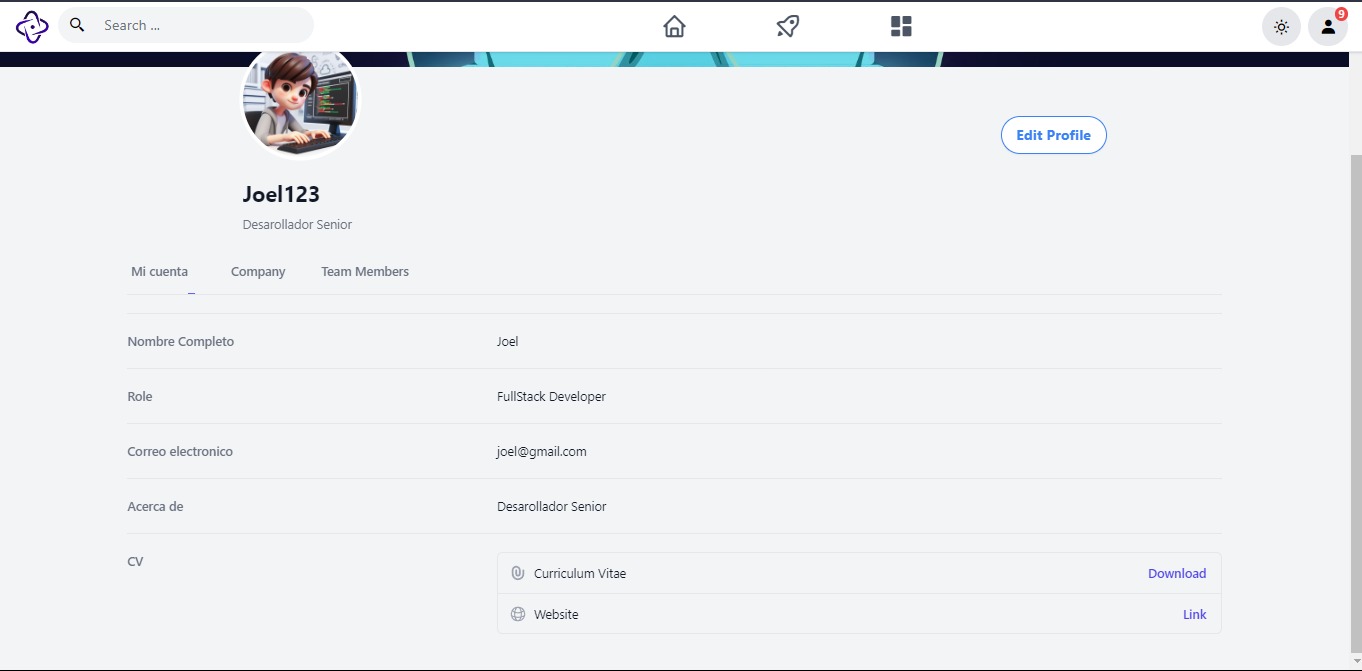 Search ...
9
Edit Profile
Joel123
Desarollador Senior
Mi cuenta Company Team Members
Nombre Completo Joel
Role FullStack Developer
Correo electronico joel@gmail.com
Acerca de Desarollador Senior
CV Curriculum Vitae Download
Website Link